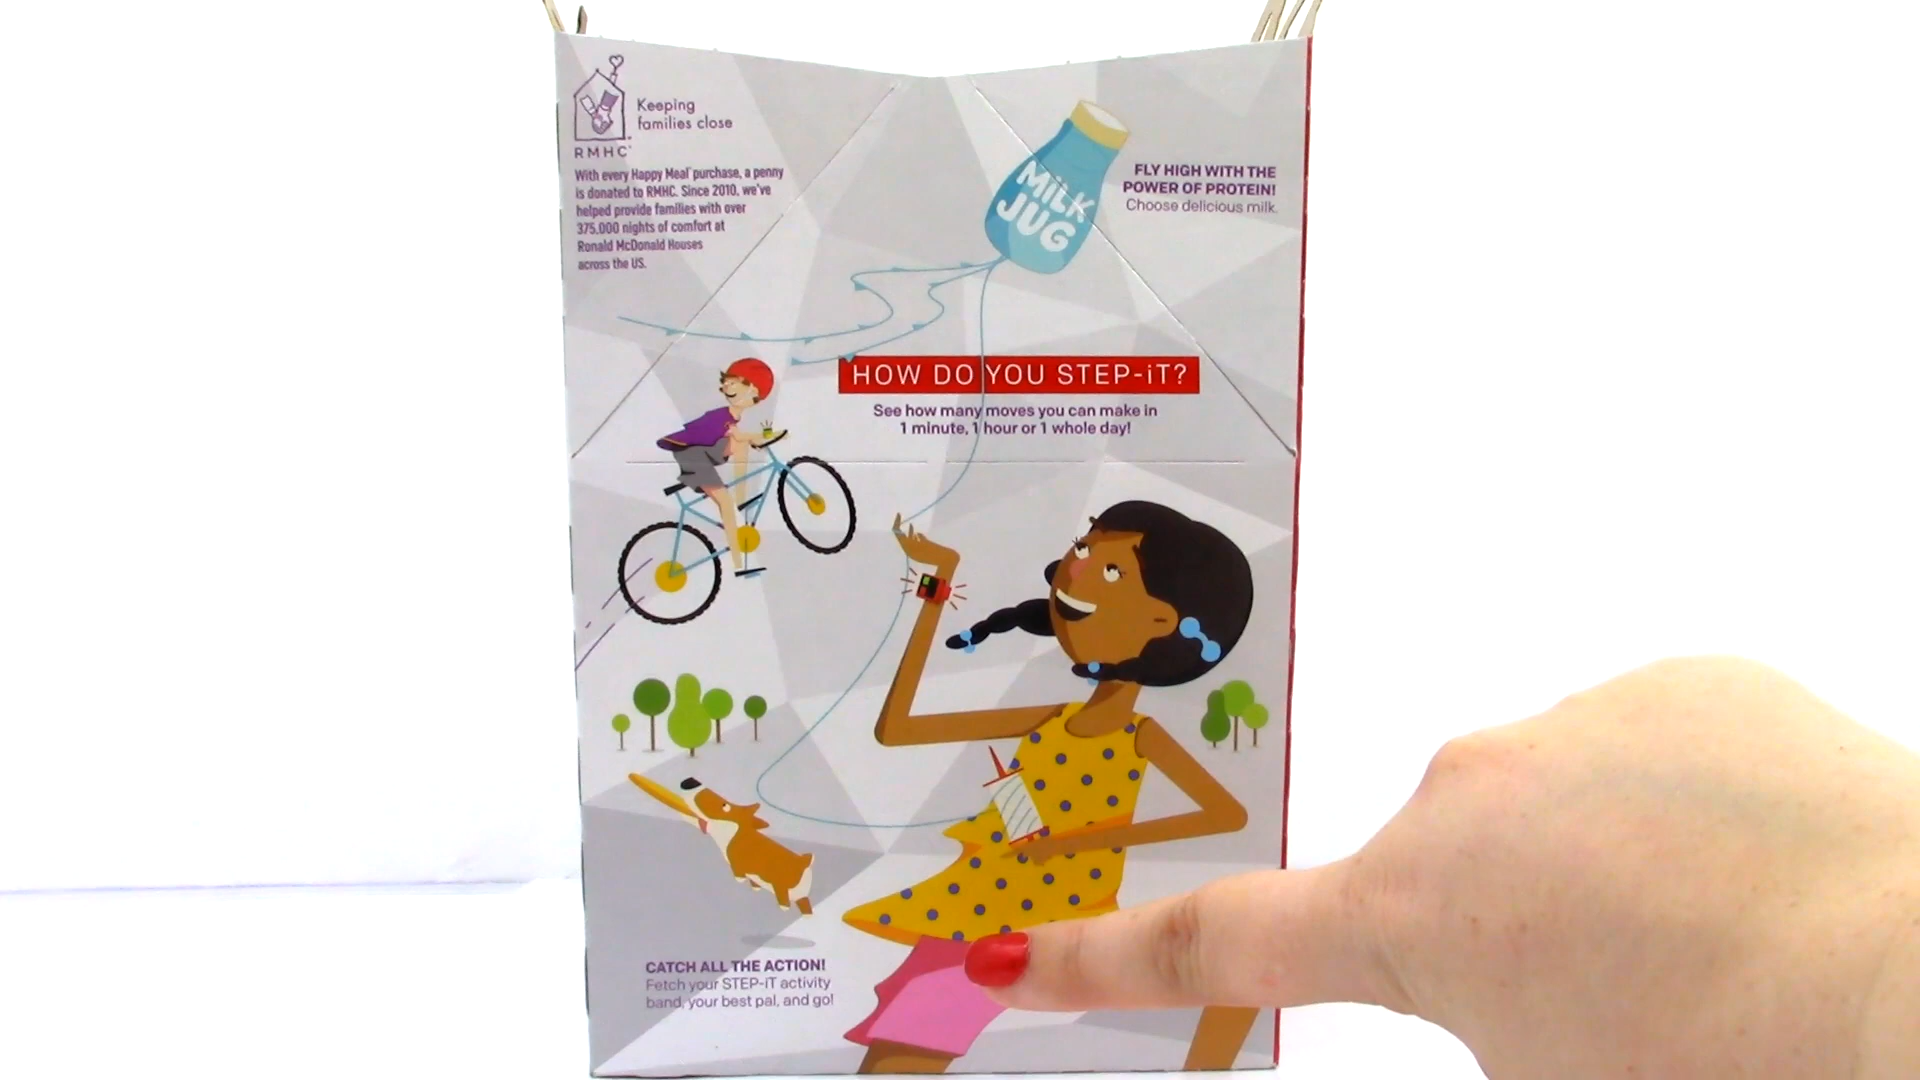 Keeping
families close
RMHC
With every Happy Meal purchase, a penny
is donated to RMHC. Since 2010, we've
helped provide families with over
375,000 nights of comfort at
Ronald McDonald Houses
across the US.
MILK
JUG
FLY HIGH WITH THE
POWER OF PROTEIN!
Choose delicious milk.
HOW DO YOU STEP-iT?
See how many moves you can make in
1 minute, 1 hour or 1 whole day!
CATCH ALL THE ACTION!
Fetch your STEP-iT activity
band, your best pal, and go!